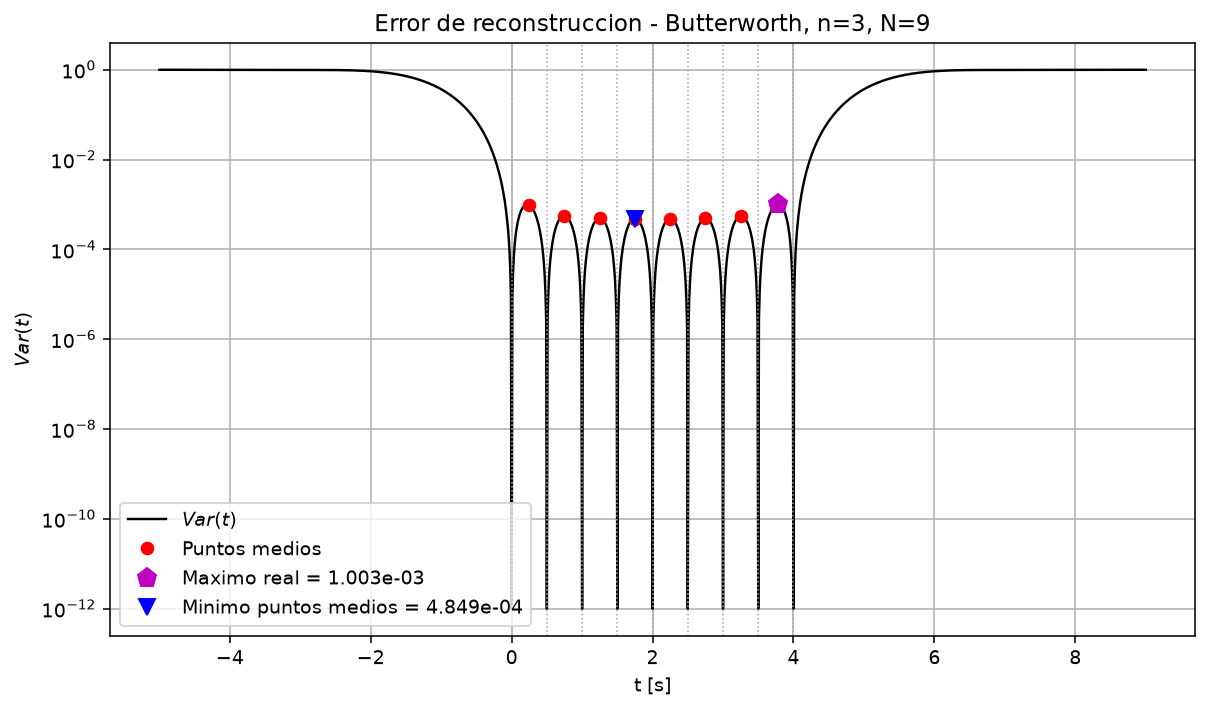 Error de reconstruccion - Butterworth, n=3, N=9
10^0
10^-2
10^-4
10^-6
10^-8
10^-10
10^-12
Var(t)
Var(t)
Puntos medios
Maximo real = 1.003e-03
Minimo puntos medios = 4.849e-04
−4 −2 0 2 4 6 8
t [s]